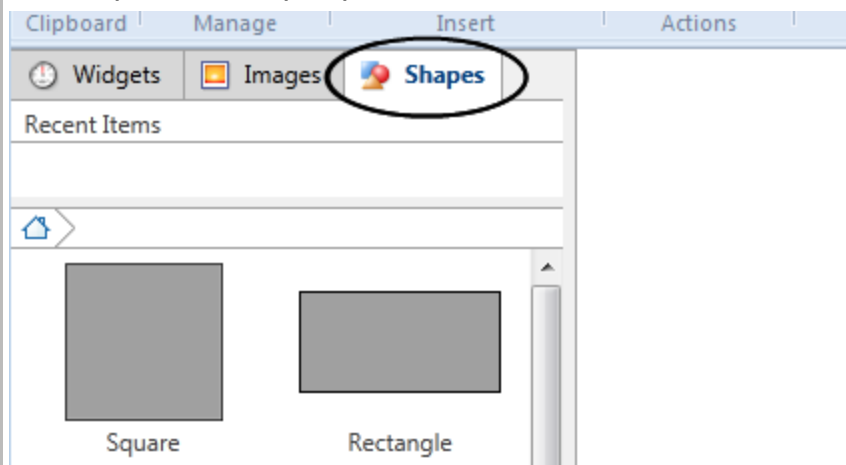 Clipboard Manage Insert Actions
Widgets Images Shapes
Recent Items
Square Rectangle